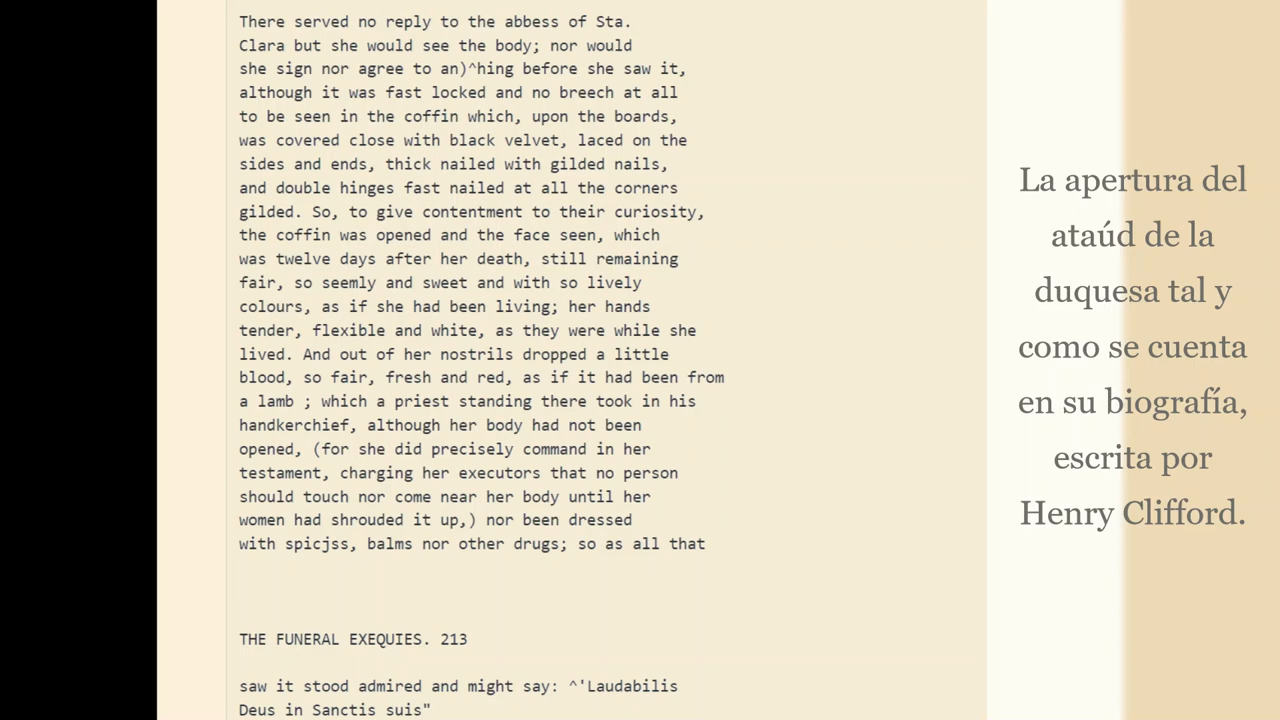 There served no reply to the abbess of Sta.
Clara but she would see the body; nor would
she sign nor agree to an)^hing before she saw it,
although it was fast locked and no breech at all
to be seen in the coffin which, upon the boards,
was covered close with black velvet, laced on the
sides and ends, thick nailed with gilded nails,
and double hinges fast nailed at all the corners
gilded. So, to give contentment to their curiosity,
the coffin was opened and the face seen, which
was twelve days after her death, still remaining
fair, so seemly and sweet and with so lively
colours, as if she had been living; her hands
tender, flexible and white, as they were while she
lived. And out of her nostrils dropped a little
blood, so fair, fresh and red, as if it had been from
a lamb ; which a priest standing there took in his
handkerchief, although her body had not been
opened, (for she did precisely command in her
testament, charging her executors that no person
should touch nor come near her body until her
women had shrouded it up,) nor been dressed
with spicjss, balms nor other drugs; so as all that
THE FUNERAL EXEQUIES. 213
saw it stood admired and might say: ^'Laudabilis
Deus in Sanctis suis"
La apertura del
ataúd de la
duquesa tal y
como se cuenta
en su biografía,
escrita por
Henry Clifford.